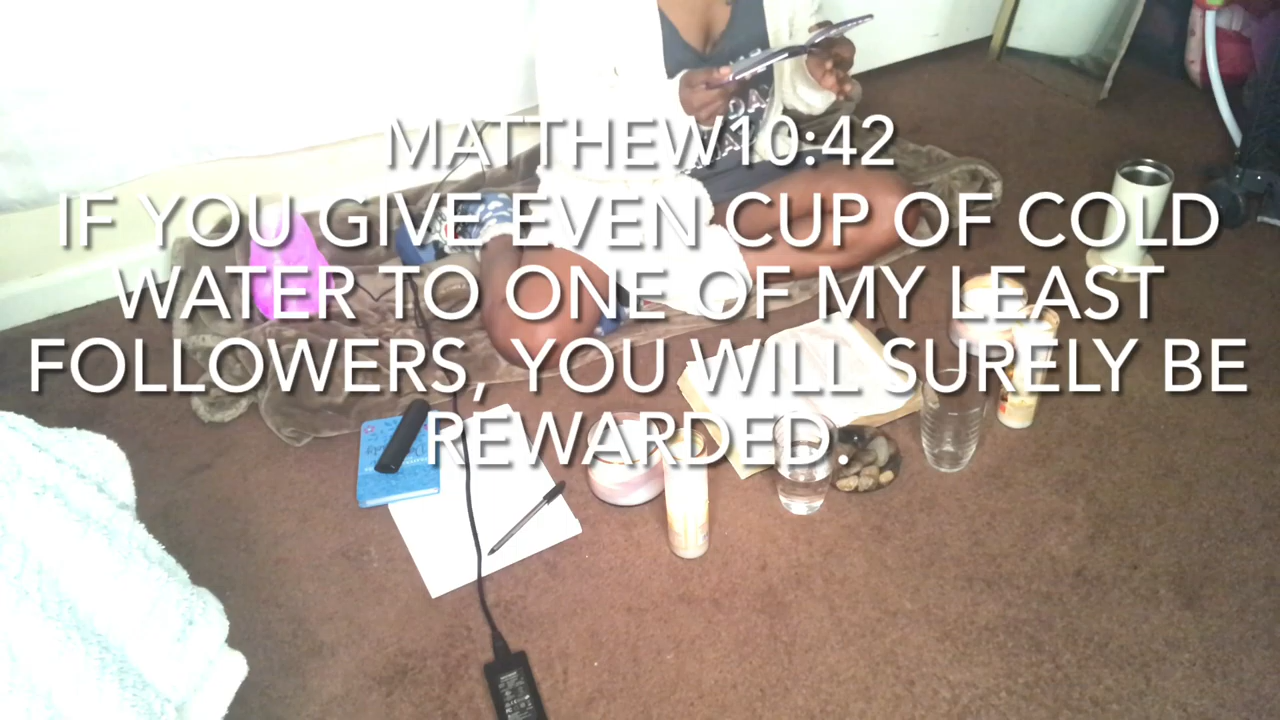 MATTHEW10:42
IF YOU GIVE EVEN CUP OF COLD
WATER TO ONE OF MY LEAST
FOLLOWERS, YOU WILL SURELY BE
REWARDED.